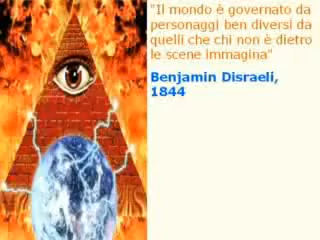 "Il mondo è governato da
personaggi ben diversi da
quelli che chi non è dietro
le scene immagina"
Benjamin Disraeli,
1844